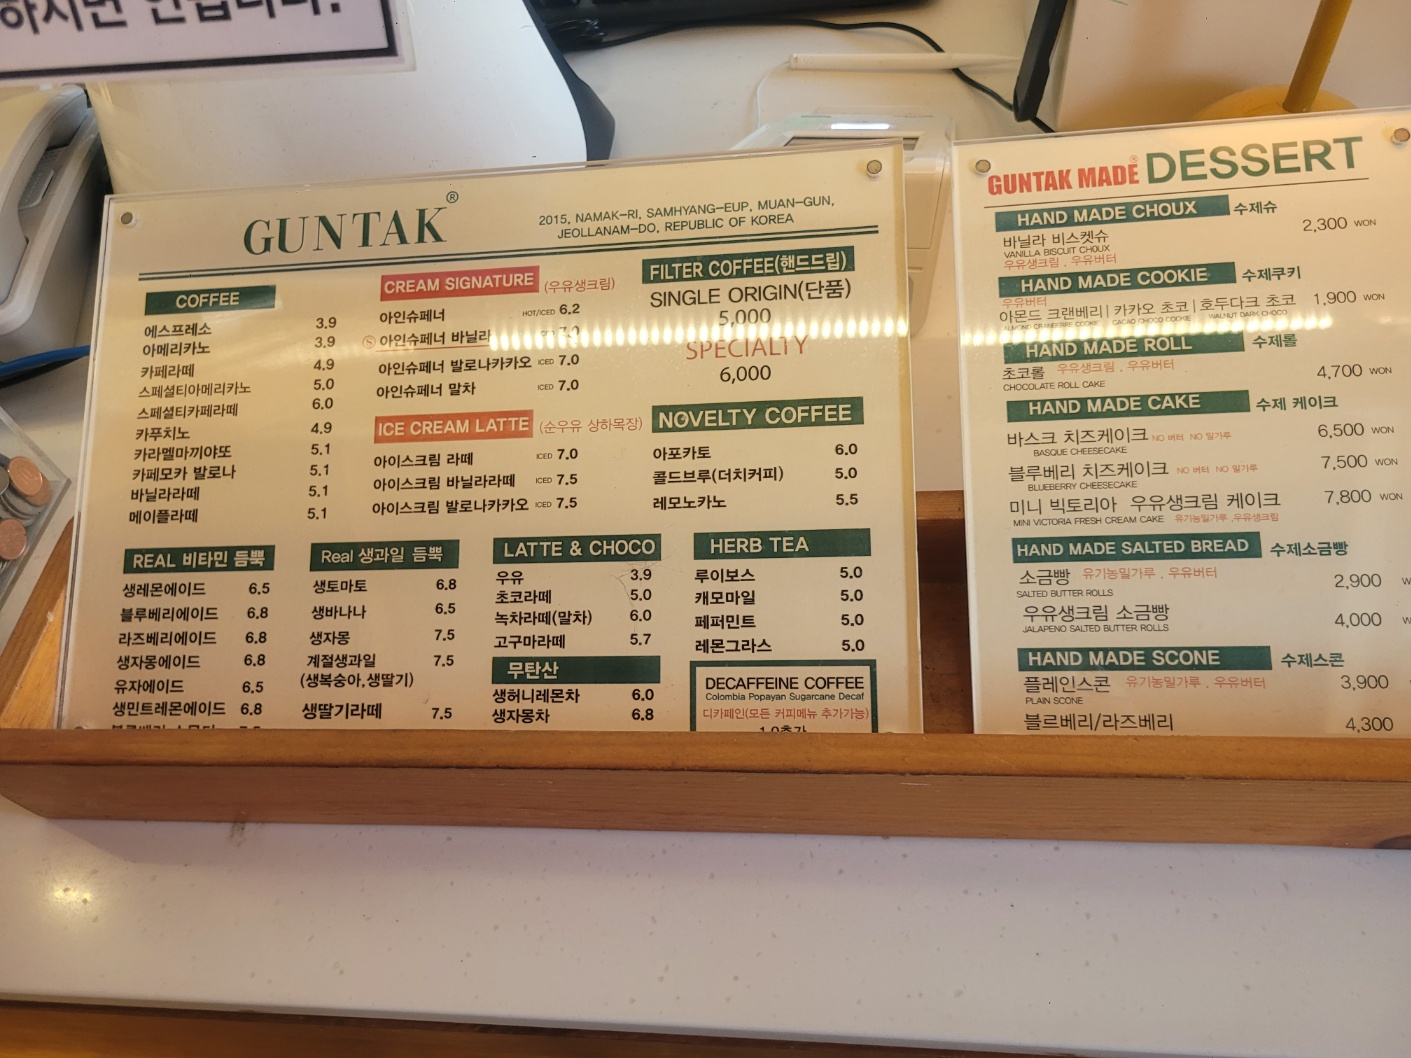 GUNTAK®
2015, NAMAK-RI, SAMHYANG-EUP, MUAN-GUN,
JEOLLANAM-DO, REPUBLIC OF KOREA
COFFEE
에스프레소 3.9
아메리카노 3.9
카페라떼 4.9
스페셜티아메리카노 5.0
스페셜티카페라떼 6.0
카푸치노 4.9
카라멜마끼야또 5.1
카페모카 발로나 5.1
바닐라라떼 5.1
메이플라떼 5.1
CREAM SIGNATURE (우유생크림)
아인슈페너 HOT/ICED 6.2
Ⓢ 아인슈페너 바닐라 7.0
아인슈페너 발로나카카오 ICED 7.0
아인슈페너 말차 ICED 7.0
ICE CREAM LATTE (순우유 상하목장)
아이스크림 라떼 ICED 7.0
아이스크림 바닐라라떼 ICED 7.5
아이스크림 발로나카카오 ICED 7.5
FILTER COFFEE(핸드드립)
SINGLE ORIGIN(단품)
5,000
SPECIALTY
6,000
NOVELTY COFFEE
아포카토 6.0
콜드브루(더치커피) 5.0
레모노카노 5.5
REAL 비타민 듬뿍
생레몬에이드 6.5
블루베리에이드 6.8
라즈베리에이드 6.8
생자몽에이드 6.8
유자에이드 6.5
생민트레몬에이드 6.8
Real 생과일 듬뿍
생토마토 6.8
생바나나 6.5
생자몽 7.5
계절생과일 7.5
(생복숭아,생딸기)
생딸기라떼 7.5
LATTE & CHOCO
우유 3.9
초코라떼 5.0
녹차라떼(말차) 6.0
고구마라떼 5.7
무탄산
생허니레몬차 6.0
생자몽차 6.8
HERB TEA
루이보스 5.0
캐모마일 5.0
페퍼민트 5.0
레몬그라스 5.0
DECAFFEINE COFFEE
Colombia Popayan Sugarcane Decaf
디카페인(모든 커피메뉴 추가가능)
1.0추가
GUNTAK MADE® DESSERT
HAND MADE CHOUX 수제슈
바닐라 비스켓슈 2,300 WON
VANILLA BISCUIT CHOUX
우유생크림 . 우유버터
HAND MADE COOKIE 수제쿠키
우유버터
아몬드 크랜베리| 카카오 초코 | 호두다크 초코 1,900 WON
CACAO CHOCO COOKIE WALNUT DARK CHOCO
HAND MADE ROLL 수제롤
초코롤 우유생크림 . 우유버터 4,700 WON
CHOCOLATE ROLL CAKE
HAND MADE CAKE 수제 케이크
바스크 치즈케이크 NO 버터 NO 밀가루 6,500 WON
BASQUE CHEESECAKE
블루베리 치즈케이크 NO 버터 NO 밀가루 7,500 WON
BLUEBERRY CHEESECAKE
미니 빅토리아 우유생크림 케이크 7,800 WON
MINI VICTORIA FRESH CREAM CAKE 유기농밀가루 ,우유생크림
HAND MADE SALTED BREAD 수제소금빵
소금빵 유기농밀가루 . 우유버터 2,900
SALTED BUTTER ROLLS
우유생크림 소금빵 4,000
JALAPENO SALTED BUTTER ROLLS
HAND MADE SCONE 수제스콘
플레인스콘 유기농밀가루 . 우유버터 3,900
PLAIN SCONE
블르베리/라즈베리 4,300